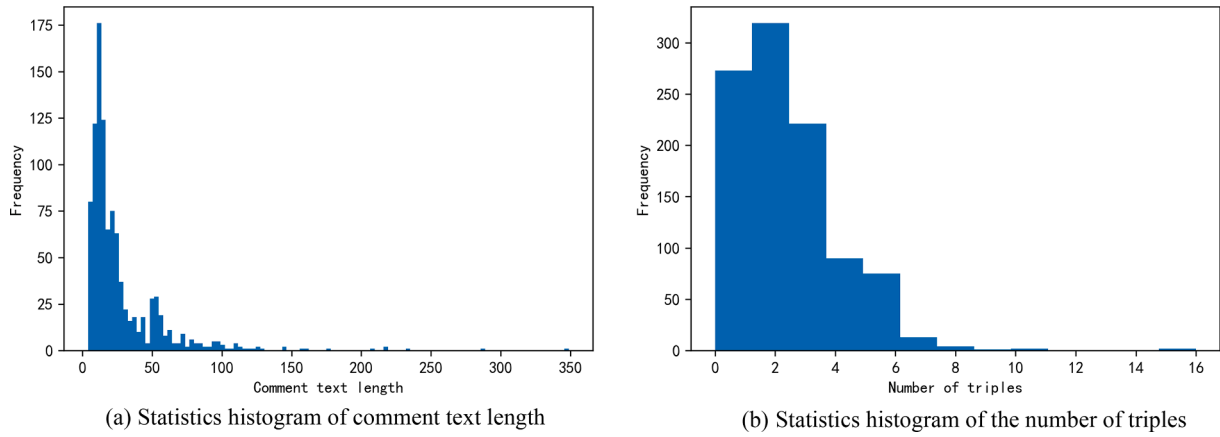 175
150
125
100
75
50
25
0
Frequency
0 50 100 150 200 250 300 350
Comment text length
(a) Statistics histogram of comment text length
300
250
200
150
100
50
0
Frequency
0 2 4 6 8 10 12 14 16
Number of triples
(b) Statistics histogram of the number of triples